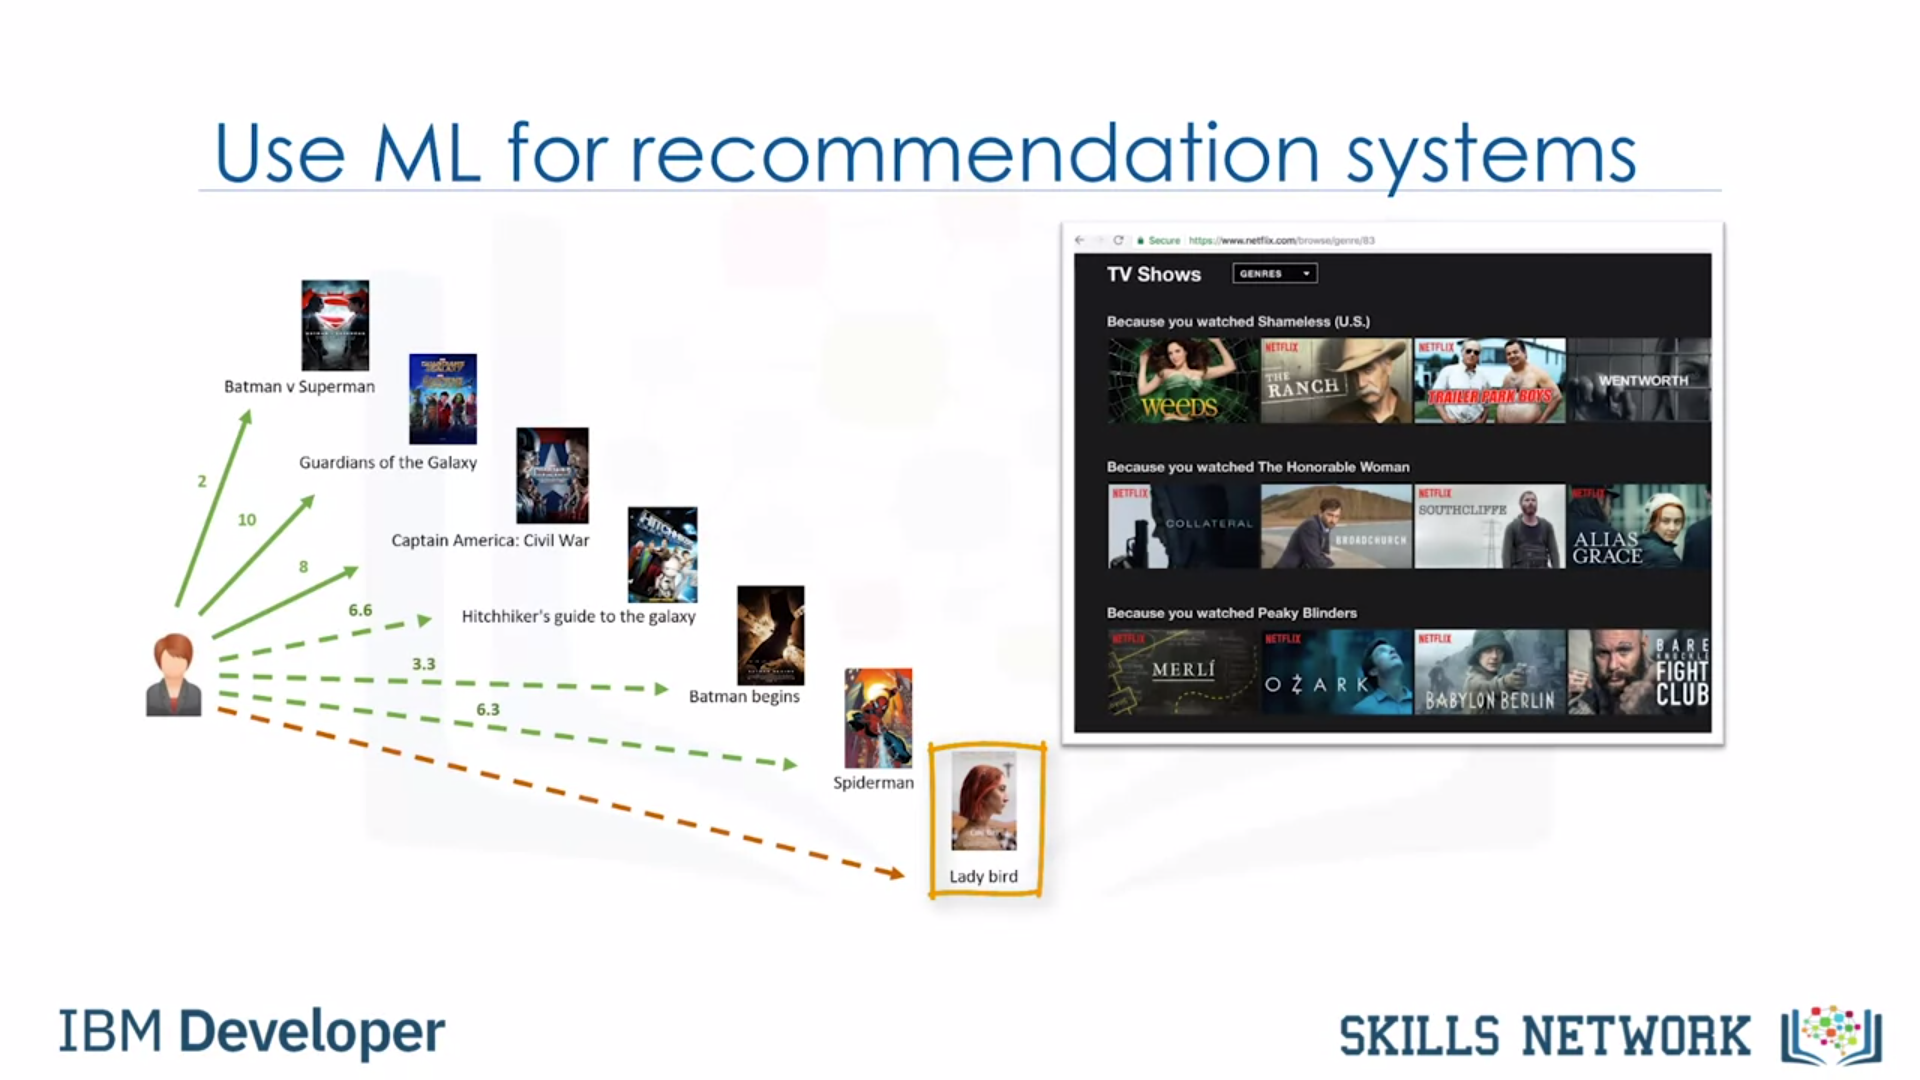 Use ML for recommendation systems
Batman v Superman
Guardians of the Galaxy
Captain America: Civil War
Hitchhiker's guide to the galaxy
Batman begins
Spiderman
Lady bird
2
10
8
6.6
3.3
6.3
Secure https://www.netflix.com/browse/genre/83
TV Shows
GENRES
Because you watched Shameless (U.S.)
WEEDS
NETFLIX
THE
RANCH
NETFLIX
TRAILER PARK BOYS
WENTWORTH
Because you watched The Honorable Woman
NETFLIX
COLLATERAL
BROADCHURCH
NETFLIX
SOUTHCLIFFE
NETFLIX
ALIAS
GRACE
Because you watched Peaky Blinders
NETFLIX
MERLÍ
NETFLIX
OZARK
NETFLIX
BABYLON BERLIN
BARE
KNUCKLE
FIGHT
CLUB
IBM Developer
SKILLS NETWORK